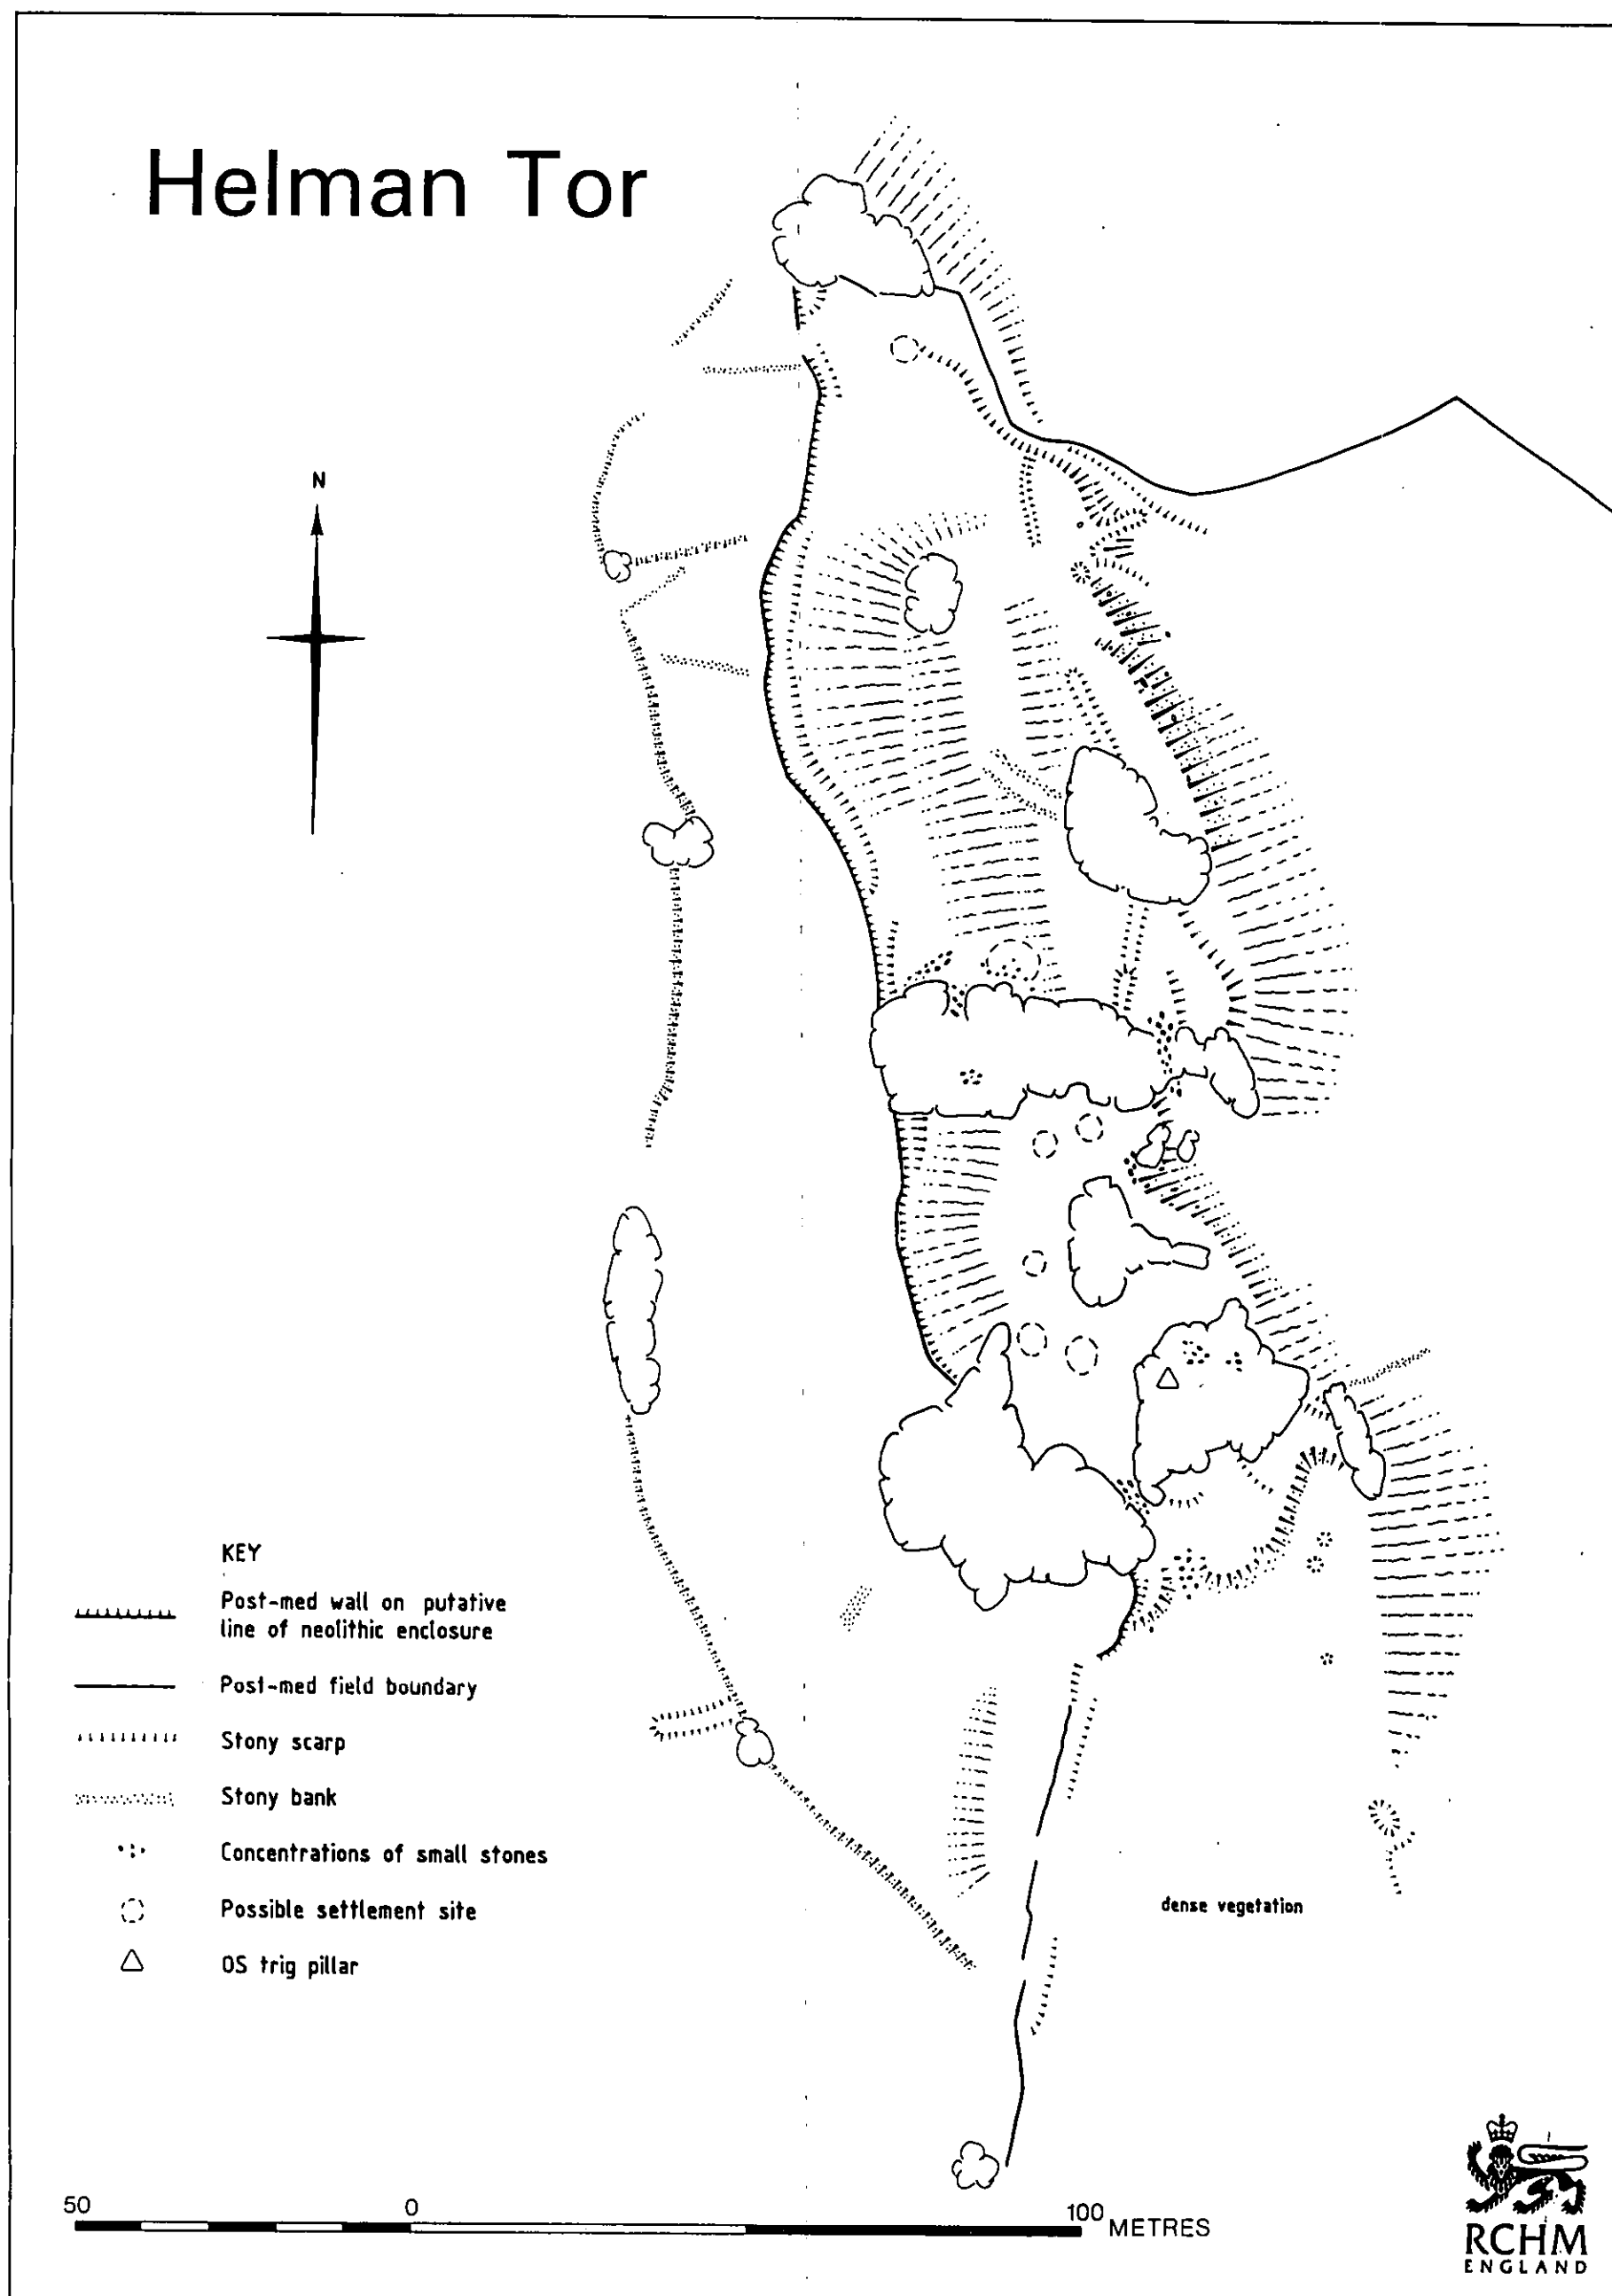 Helman Tor
N
KEY
Post-med wall on putative
line of neolithic enclosure
Post-med field boundary
Stony scarp
Stony bank
Concentrations of small stones
Possible settlement site
OS trig pillar
dense vegetation
50 0 100 METRES
RCHM
ENGLAND